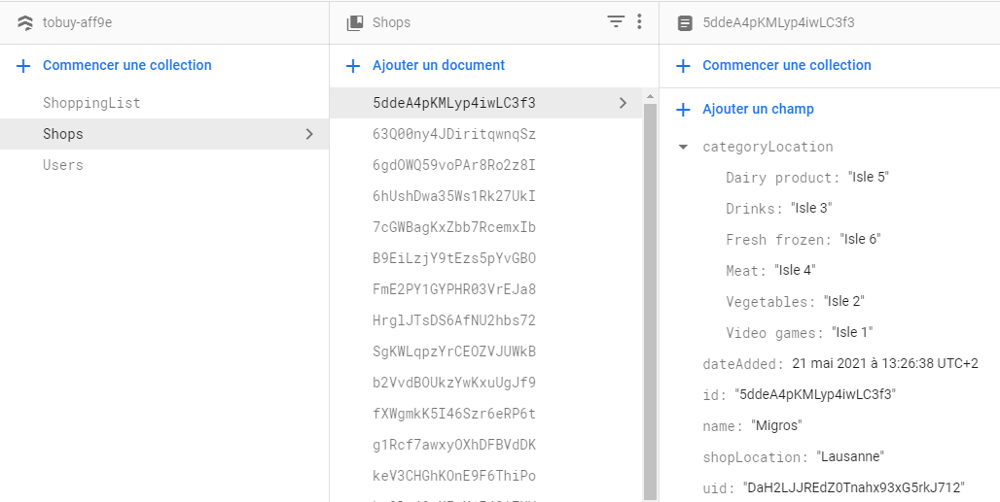 tobuy-aff9e
Commencer une collection
ShoppingList
Shops
Users
Shops
Ajouter un document
5ddeA4pKMLyp4iwLC3f3
63Q00ny4JDiritqwnqSz
6gdOWQ59voPAr8Ro2z8I
6hUshDwa35Ws1Rk27UkI
7cGWBagKxZbb7RcemxIb
B9EiLzjY9tEzs5pYvGBO
FmE2PY1GYPHR03VrEJa8
HrglJTsDS6AfNU2hbs72
SgKWLqpzYrCEOZVJUWkB
b2VvdBOUkzYwKxuUgJf9
fXWgmkK5I46Szr6eRP6t
g1Rcf7awxyOXhDFBVdDK
keV3CHGhKOnE9F6ThiPo
5ddeA4pKMLyp4iwLC3f3
Commencer une collection
Ajouter un champ
categoryLocation
Dairy product: "Isle 5"
Drinks: "Isle 3"
Fresh frozen: "Isle 6"
Meat: "Isle 4"
Vegetables: "Isle 2"
Video games: "Isle 1"
dateAdded: 21 mai 2021 à 13:26:38 UTC+2
id: "5ddeA4pKMLyp4iwLC3f3"
name: "Migros"
shopLocation: "Lausanne"
uid: "DaH2LJJREdZ0Tnahx93xG5rkJ712"